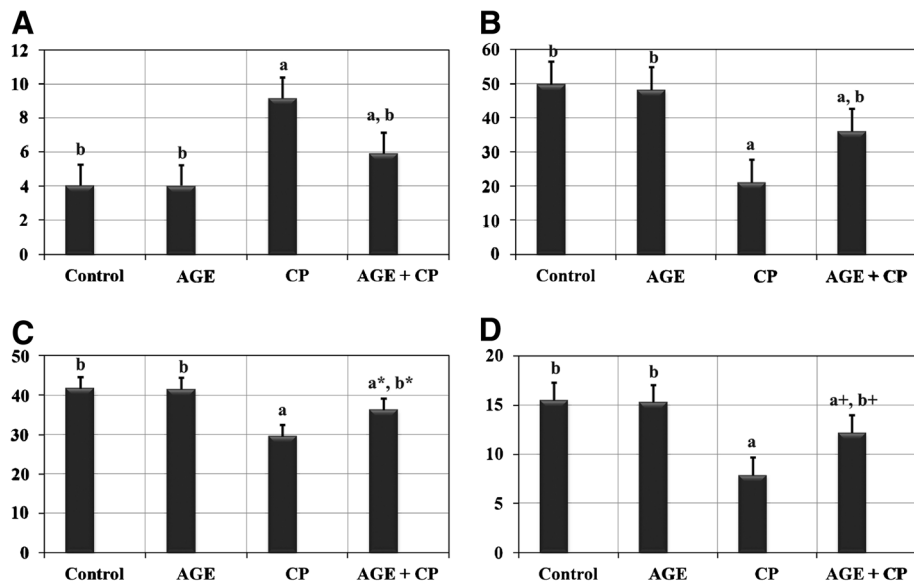 A
12
10
8
6
4
2
0
b
b
a
a, b
Control
AGE
CP
AGE + CP
B
60
50
40
30
20
10
0
b
b
a
a, b
Control
AGE
CP
AGE + CP
C
50
40
30
20
10
0
b
b
a
a*, b*
Control
AGE
CP
AGE + CP
D
20
15
10
5
0
b
b
a
a+, b+
Control
AGE
CP
AGE + CP